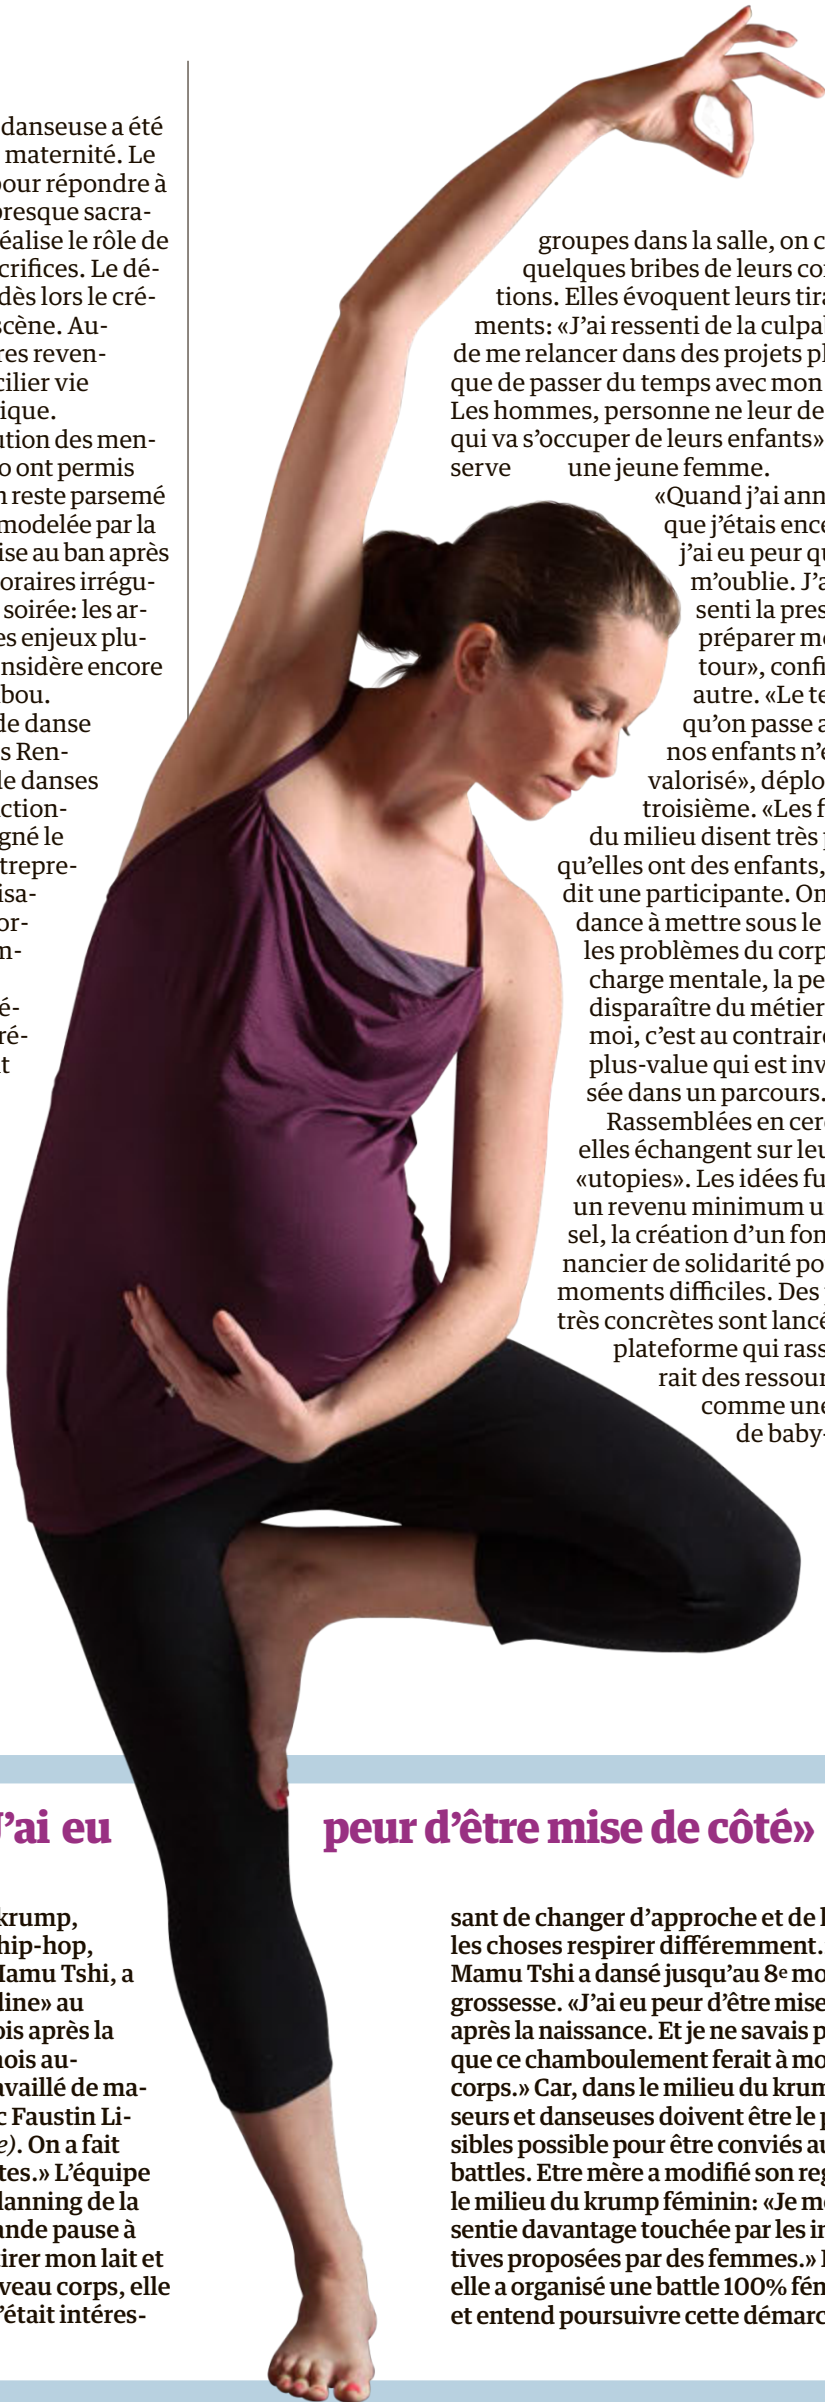 danseuse a été
maternité. Le
pour répondre à
presque sacra-
éalise le rôle de
crifices. Le dé-
dès lors le cré-
scène. Au-
res reven-
cilier vie
ique.
ution des men-
o ont permis
n reste parsemé
modelée par la
ise au ban après
oraires irrégu-
soirée: les ar-
es enjeux plu-
nsidère encore
bou.
de danse
s Ren-
de danses
ction-
gné le
trepre-
isa-
or-
m-
é-
ré-
t
groupes dans la salle, on c
quelques bribes de leurs co
tions. Elles évoquent leurs tira
ments: «J’ai ressenti de la culpa
de me relancer dans des projets pl
que de passer du temps avec mon
Les hommes, personne ne leur de
qui va s’occuper de leurs enfants»
serve une jeune femme.
«Quand j’ai ann
que j’étais ence
j’ai eu peur qu
m’oublie. J’a
senti la pres
préparer mo
tour», confi
autre. «Le te
qu’on passe a
nos enfants n’e
valorisé», déplo
troisième. «Les f
du milieu disent très p
qu’elles ont des enfants,
dit une participante. On
dance à mettre sous le
les problèmes du corp
charge mentale, la pe
disparaître du métier
moi, c’est au contraire
plus-value qui est inv
sée dans un parcours.
Rassemblées en cerc
elles échangent sur leu
«utopies». Les idées fu
un revenu minimum u
sel, la création d’un fon
nancier de solidarité po
moments difficiles. Des
très concrètes sont lancé
plateforme qui rass
rait des ressour
comme une
de baby-
J’ai eu peur d’être mise de côté»
krump,
hip-hop,
Mamu Tshi, a
dine» au
ois après la
mois au-
availlé de ma-
c Faustin Li-
e). On a fait
tes.» L’équipe
lanning de la
ande pause à
tirer mon lait et
veau corps, elle
’était intéres-
sant de changer d’approche et de l
les choses respirer différemment.
Mamu Tshi a dansé jusqu’au 8e mo
grossesse. «J’ai eu peur d’être mise
après la naissance. Et je ne savais p
que ce chamboulement ferait à mo
corps.» Car, dans le milieu du krum
seurs et danseuses doivent être le p
sibles possible pour être conviés au
battles. Etre mère a modifié son reg
le milieu du krump féminin: «Je me
sentie davantage touchée par les in
tives proposées par des femmes.»
elle a organisé une battle 100% fém
et entend poursuivre cette démarc